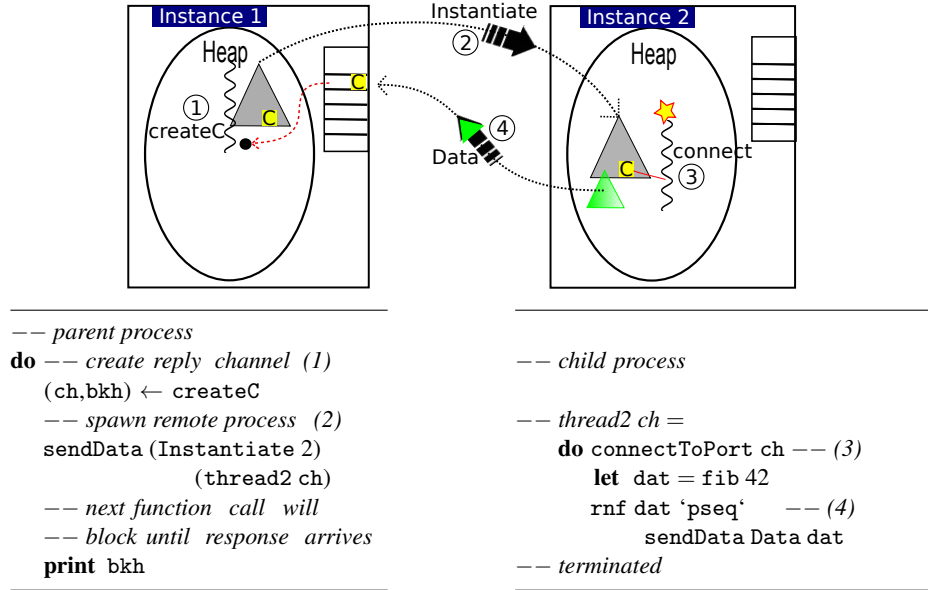 Instance 1
Instantiate
Instance 2
2
Heap
Heap
C
1
createC
C
4
Data
connect
C
3
−− parent process
do −− create reply channel (1)
(ch,bkh) ← createC
−− spawn remote process (2)
sendData (Instantiate 2)
(thread2 ch)
−− next function call will
−− block until response arrives
print bkh
−− child process
−− thread2 ch =
do connectToPort ch −− (3)
let dat = fib 42
rnf dat ‘pseq‘ −− (4)
sendData Data dat
−− terminated